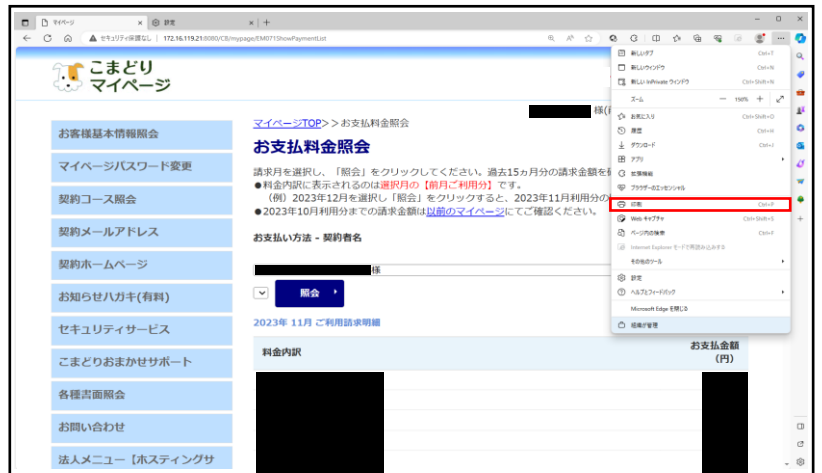 マイページ
設定
セキュリティ保護なし
172.16.119.21:8080/CB/mypage/EM071ShowPaymentList
こまどり
マイページ
お客様基本情報照会
マイページパスワード変更
契約コース照会
契約メールアドレス
契約ホームページ
お知らせハガキ(有料)
セキュリティサービス
こまどりおまかせサポート
各種書面照会
お問い合わせ
法人メニュー【ホスティングサ
様(
マイページTOP>>お支払料金照会
お支払料金照会
請求月を選択し、「照会」をクリックしてください。過去15ヵ月分の請求金額を
●料金内訳に表示されるのは選択月の【前月ご利用分】です。
(例)2023年12月を選択し「照会」をクリックすると、2023年11月利用分の
●2023年10月利用分までの請求金額は以前のマイページにてご確認ください。
お支払い方法 - 契約者名
様
照会
2023年 11月 ご利用請求明細
料金内訳
お支払金額
(円)
新しいタブ Ctrl+T
新しいウィンドウ Ctrl+N
新しい InPrivate ウィンドウ Ctrl+Shift+N
ズーム 150%
お気に入り Ctrl+Shift+O
履歴 Ctrl+H
ダウンロード Ctrl+J
アプリ
拡張機能
ブラウザーのエッセンシャル
印刷 Ctrl+P
Web キャプチャ Ctrl+Shift+S
ページ内の検索 Ctrl+F
Internet Explorer モードで再読み込みする
その他のツール
設定
ヘルプとフィードバック
Microsoft Edge を閉じる
組織が管理